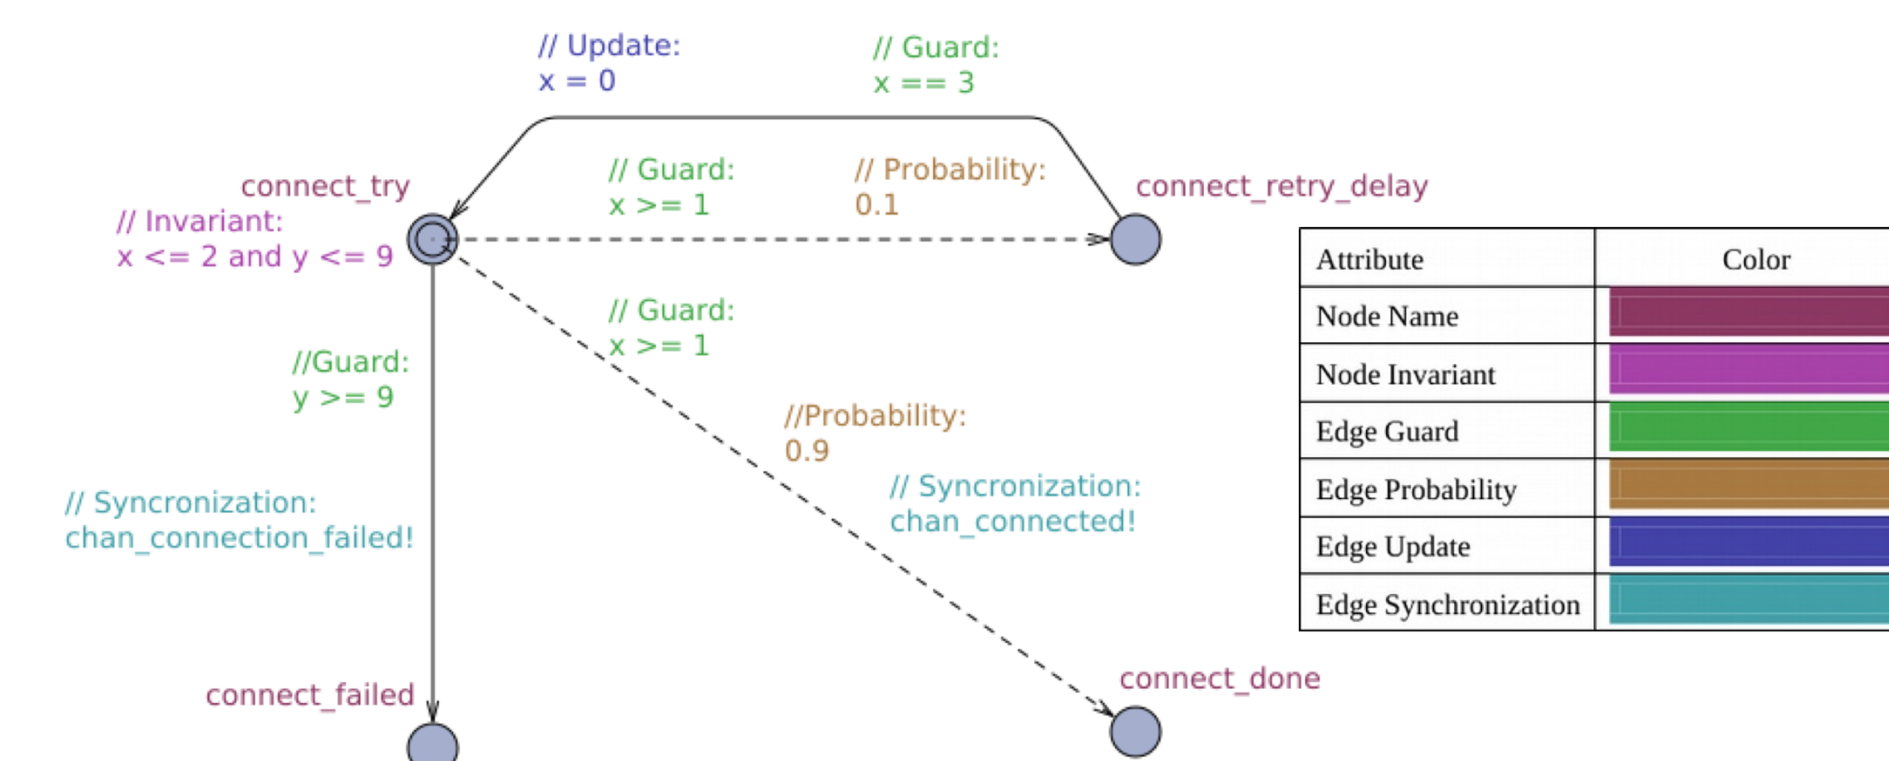 // Update:
x = 0
// Guard:
x == 3
connect_try
// Invariant:
x <= 2 and y <= 9
// Guard:
x >= 1
// Probability:
0.1
connect_retry_delay
// Guard:
x >= 1
//Guard:
y >= 9
//Probability:
0.9
// Syncronization:
chan_connected!
// Syncronization:
chan_connection_failed!
connect_failed
connect_done
Attribute Color
Node Name
Node Invariant
Edge Guard
Edge Probability
Edge Update
Edge Synchronization